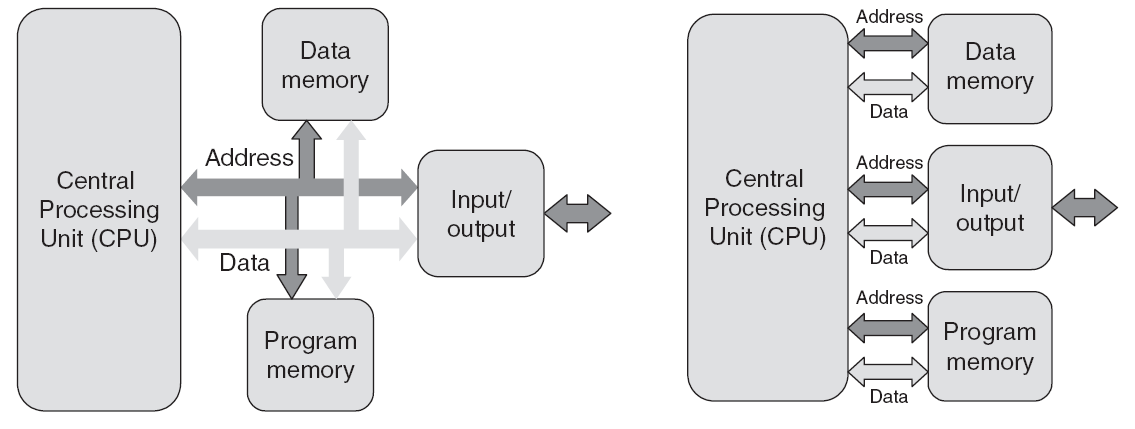 Central
Processing
Unit (CPU)
Data
memory
Address
Data
Input/
output
Program
memory
Central
Processing
Unit (CPU)
Address
Data
Data
memory
Address
Data
Input/
output
Address
Data
Program
memory